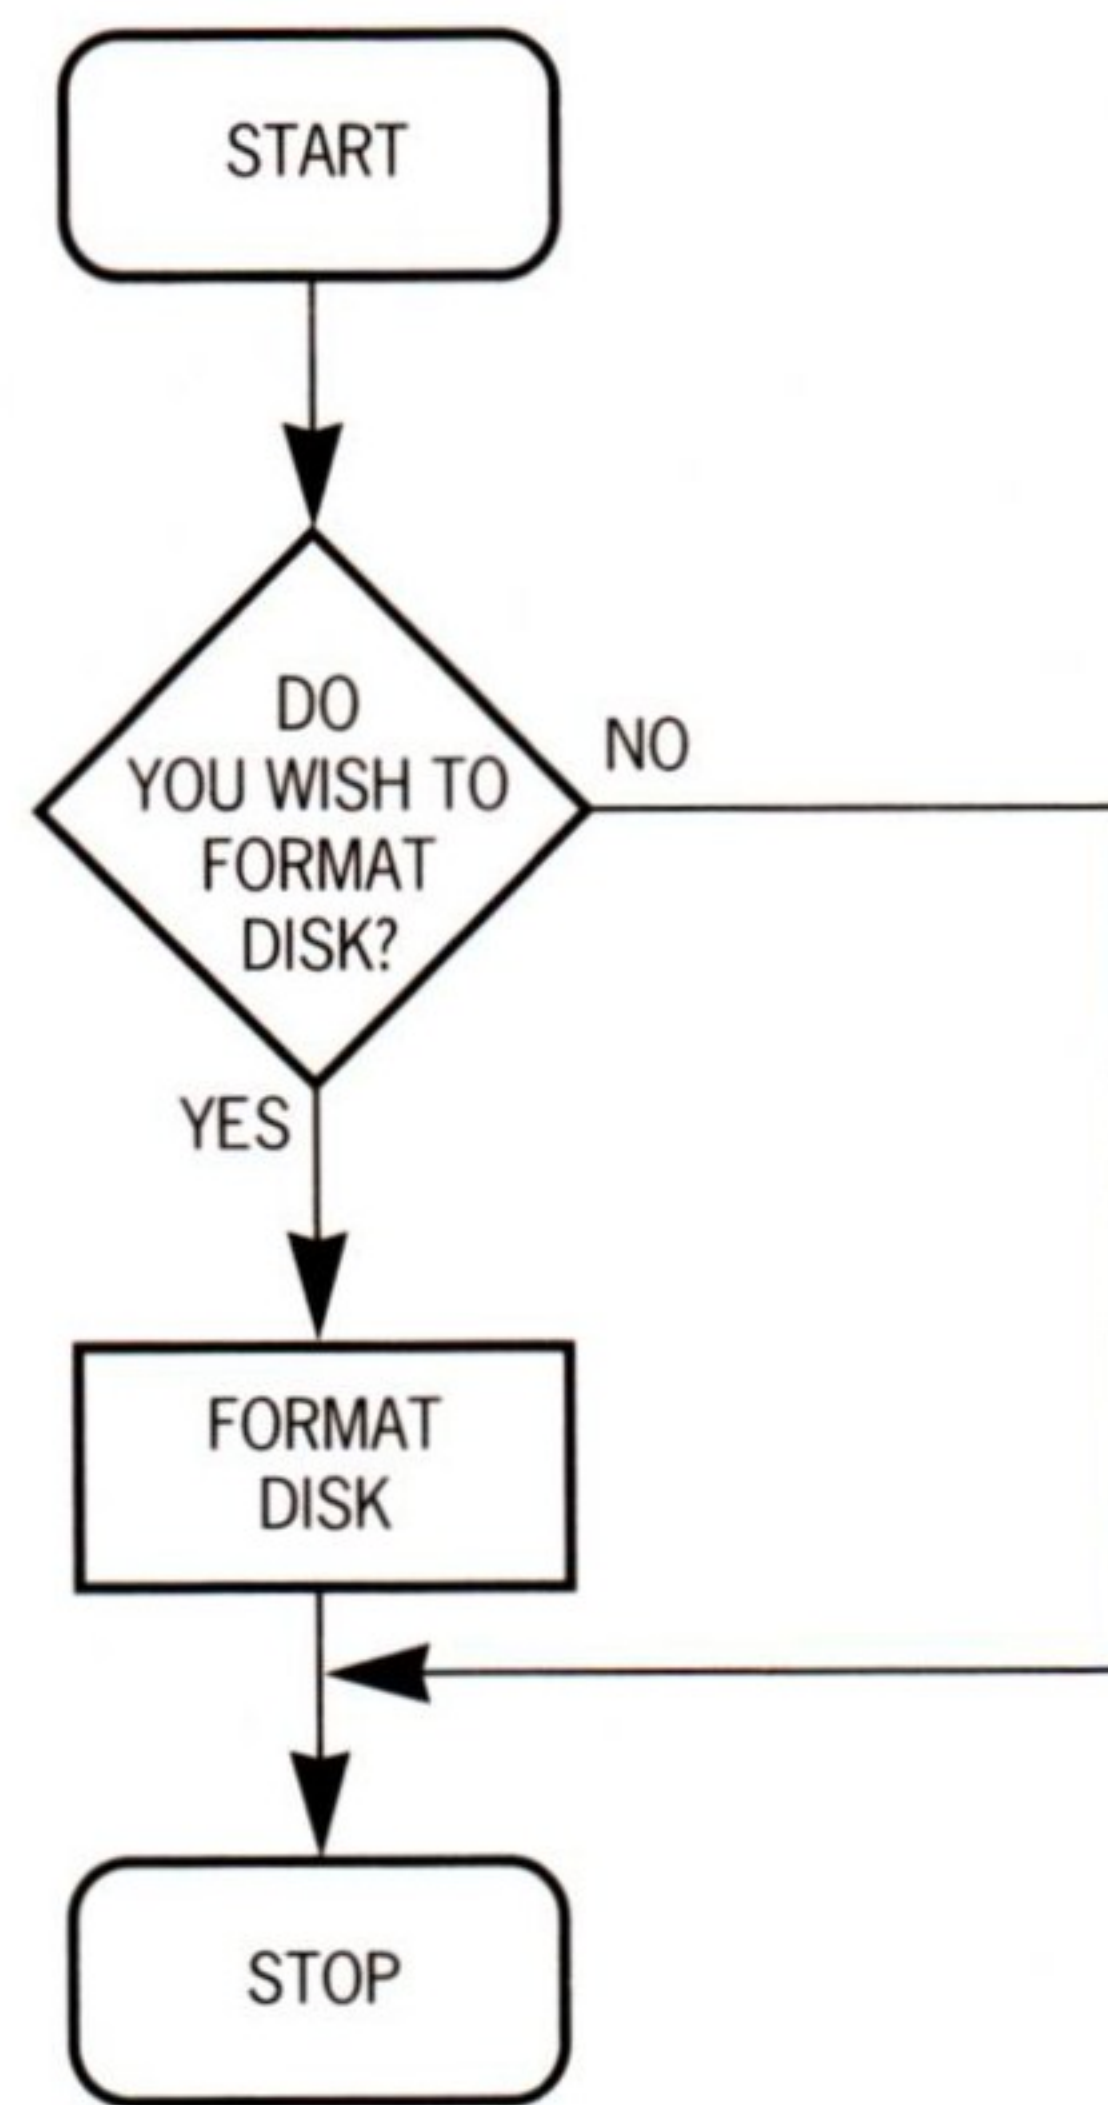 START
DO
YOU WISH TO
FORMAT
DISK?
NO
YES
FORMAT
DISK
STOP